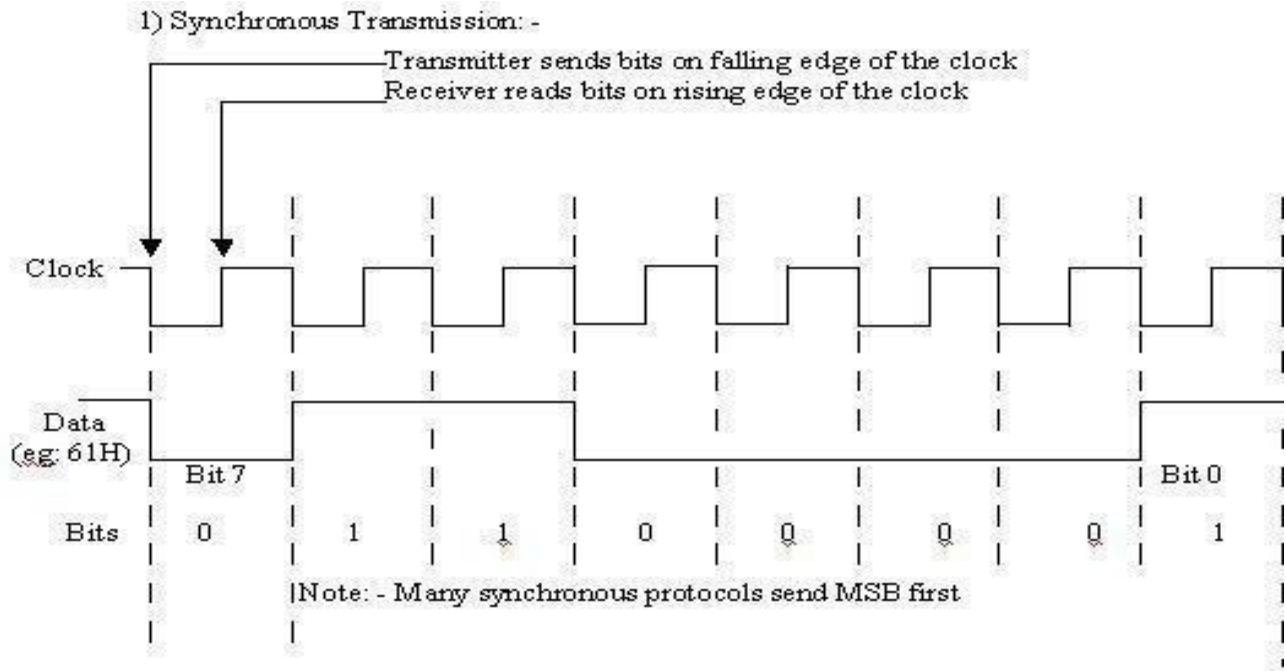 1) Synchronous Transmission: -
Transmitter sends bits on falling edge of the clock
Receiver reads bits on rising edge of the clock
Clock
Data
(eg: 61H)
Bit 7
Bit 0
Bits 0 1 1 0 0 0 0 1
Note: - Many synchronous protocols send MSB first